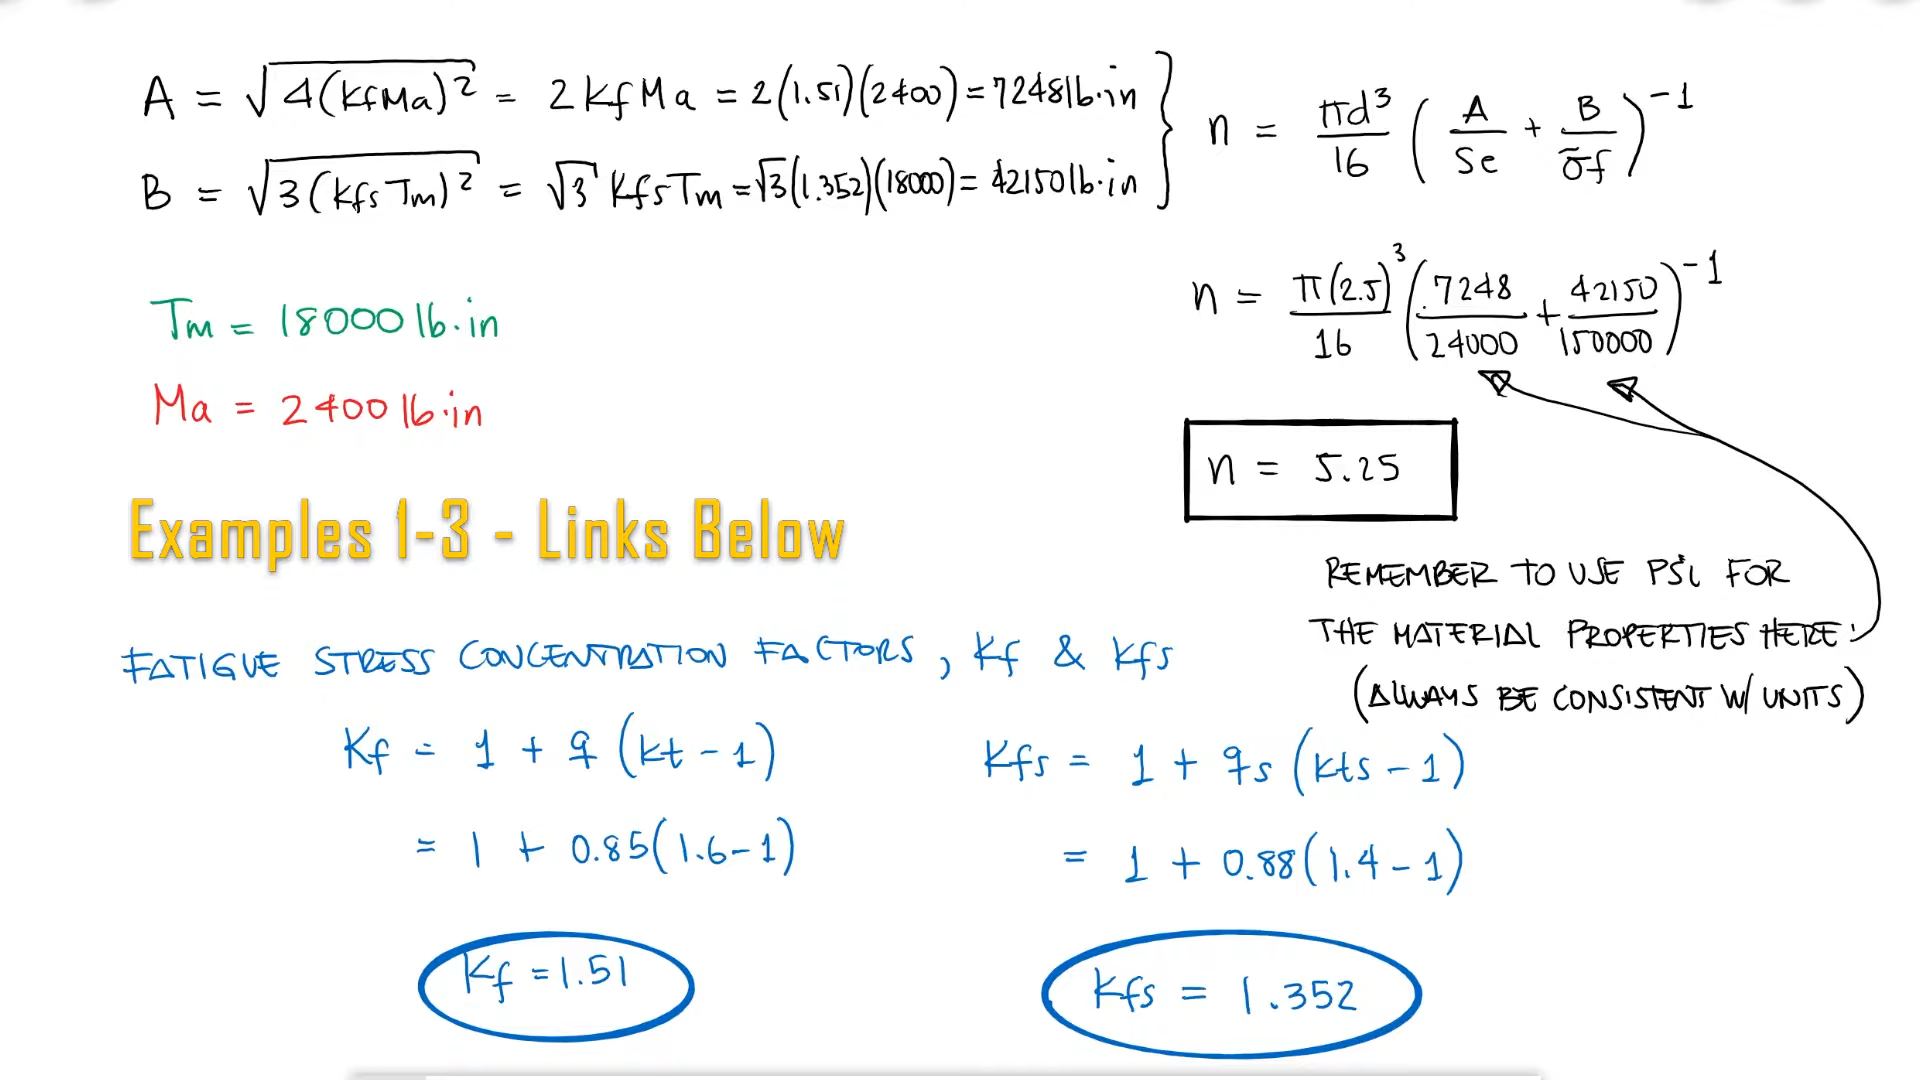 A = √4(KfMa)² = 2KfMa = 2(1.51)(2400) = 7248 lb·in
B = √3(KfsTm)² = √3 KfsTm = √3(1.352)(18000) = 42150 lb·in
n = πd³/16 (A/Se + B/σ̃f)⁻¹
n = π(2.5)³/16 (7248/24000 + 42150/150000)⁻¹
Tm = 18000 lb·in
Ma = 2400 lb·in
n = 5.25
Examples 1-3 - Links Below
REMEMBER TO USE PSi FOR
THE MATERIAL PROPERTIES HERE:
(ALWAYS BE CONSISTENT W/ UNITS)
FATIGUE STRESS CONCENTRATION FACTORS, Kf & Kfs
Kf = 1 + q(kt - 1)
= 1 + 0.85(1.6 - 1)
Kf = 1.51
Kfs = 1 + qs(kts - 1)
= 1 + 0.88(1.4 - 1)
Kfs = 1.352